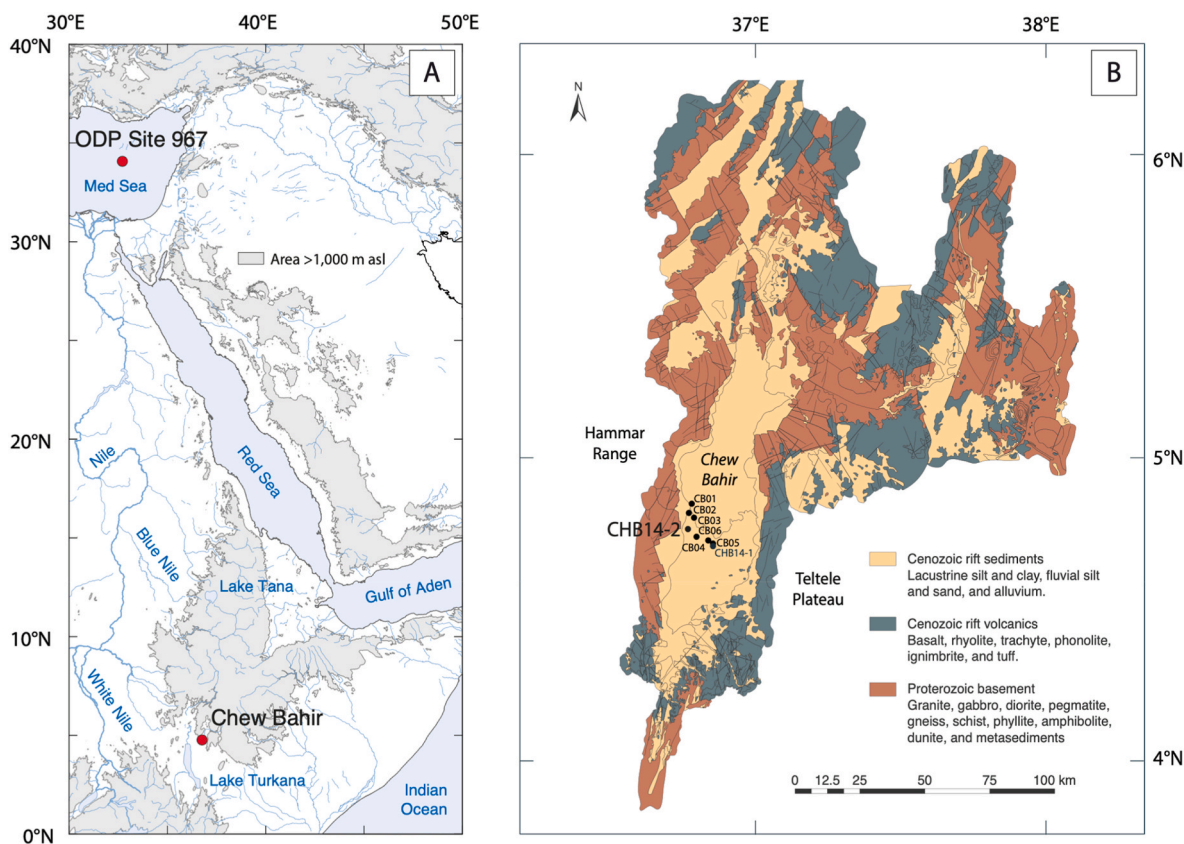 30°E
40°E
50°E
40°N
30°N
20°N
10°N
0°N
A
ODP Site 967
Med Sea
Area >1,000 m asl
Nile
Red Sea
Blue Nile
Lake Tana
Gulf of Aden
White Nile
Chew Bahir
Lake Turkana
Indian
Ocean
37°E
38°E
B
N
6°N
5°N
4°N
Hammar
Range
Chew
Bahir
CB01
CB02
CB03
CHB14-2
CB06
CB05
CB04
CHB14-1
Teltele
Plateau
Cenozoic rift sediments
Lacustrine silt and clay, fluvial silt
and sand, and alluvium.
Cenozoic rift volcanics
Basalt, rhyolite, trachyte, phonolite,
ignimbrite, and tuff.
Proterozoic basement
Granite, gabbro, diorite, pegmatite,
gneiss, schist, phyllite, amphibolite,
dunite, and metasediments
0 12.5 25 50 75 100 km